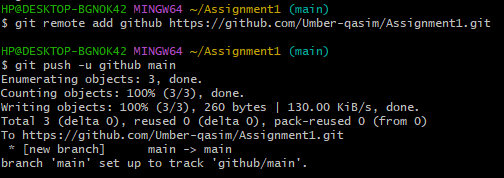 HP@DESKTOP-BGNOK42 MINGW64 ~/Assignment1 (main)
$ git remote add github https://github.com/Umber-qasim/Assignment1.git
HP@DESKTOP-BGNOK42 MINGW64 ~/Assignment1 (main)
$ git push -u github main
Enumerating objects: 3, done.
Counting objects: 100% (3/3), done.
Writing objects: 100% (3/3), 260 bytes | 130.00 KiB/s, done.
Total 3 (delta 0), reused 0 (delta 0), pack-reused 0 (from 0)
To https://github.com/Umber-qasim/Assignment1.git
 * [new branch]      main -> main
branch 'main' set up to track 'github/main'.